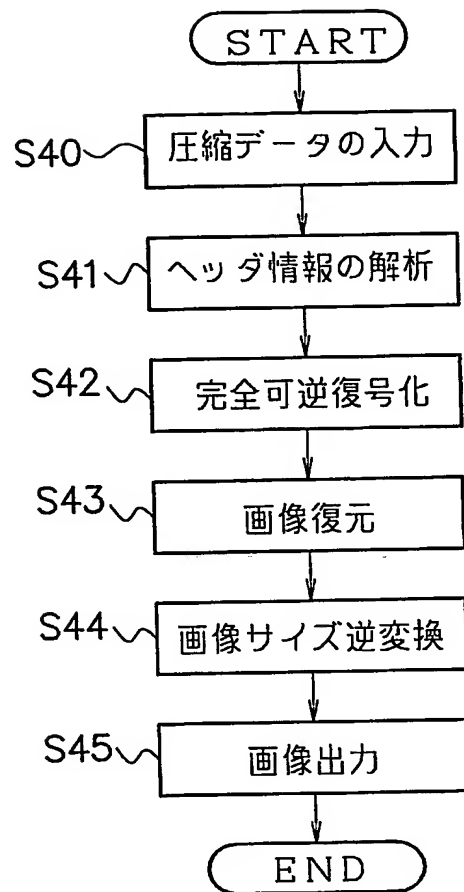 START
S40 圧縮データの入力
S41 ヘッダ情報の解析
S42 完全可逆復号化
S43 画像復元
S44 画像サイズ逆変換
S45 画像出力
END